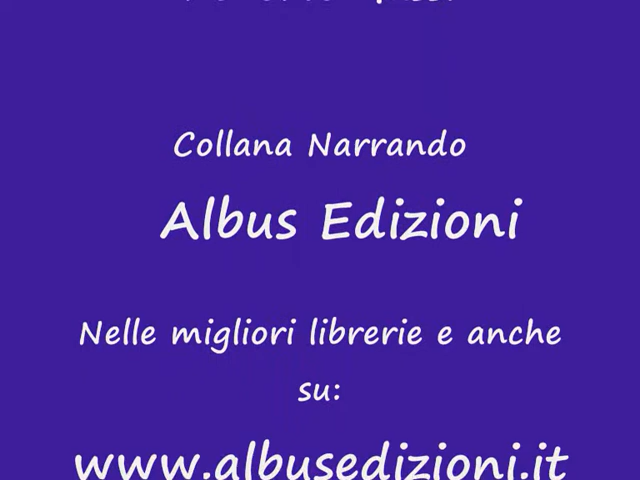 Collana Narrando
Albus Edizioni
Nelle migliori librerie e anche
su:
www.albusedizioni.it